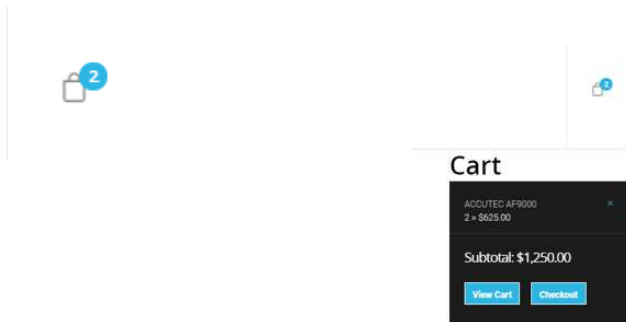 2
2
Cart
ACCUTEC AF9000
×
2 × $625.00
Subtotal: $1,250.00
View Cart
Checkout